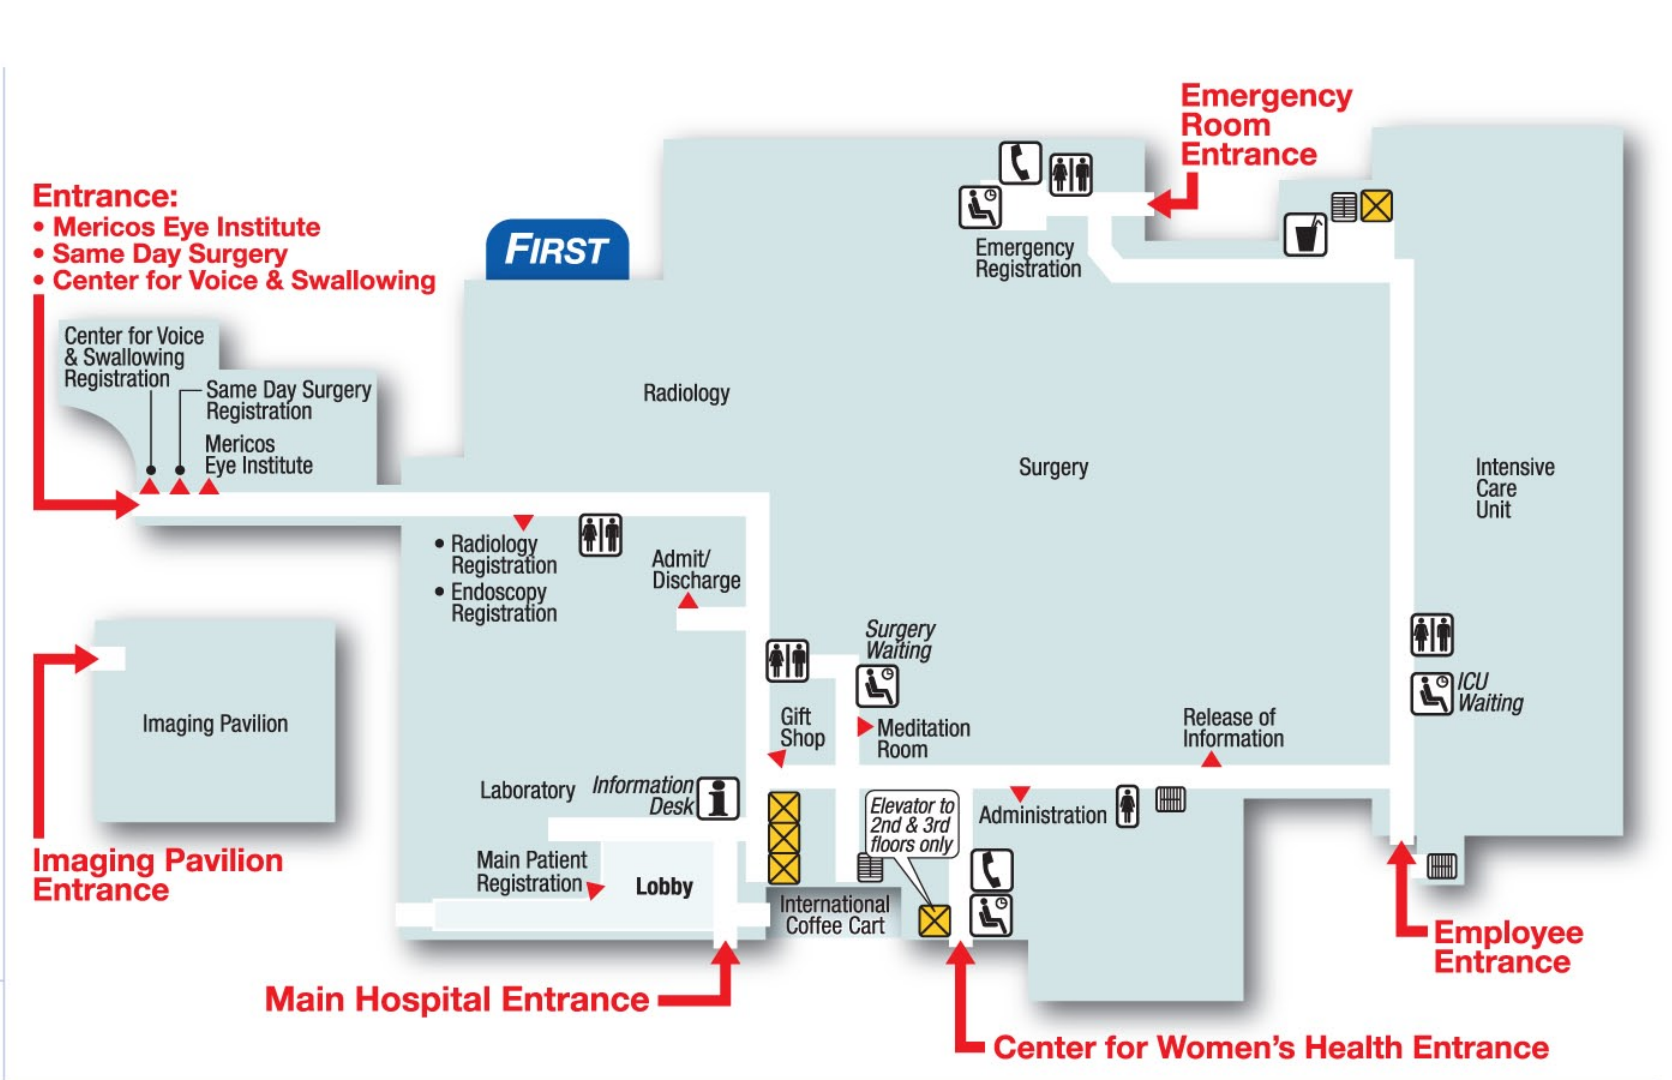 Emergency
Room
Entrance
Entrance:
• Mericos Eye Institute
• Same Day Surgery
• Center for Voice & Swallowing
FIRST
Emergency
Registration
Center for Voice
& Swallowing
Registration
Same Day Surgery
Registration
Mericos
Eye Institute
Radiology
Surgery
Intensive
Care
Unit
• Radiology
Registration
• Endoscopy
Registration
Admit/
Discharge
Surgery
Waiting
ICU
Waiting
Imaging Pavilion
Gift
Shop
Meditation
Room
Release of
Information
Laboratory
Information
Desk
i
Elevator to
2nd & 3rd
floors only
Administration
Main Patient
Registration
Lobby
International
Coffee Cart
Imaging Pavilion
Entrance
Employee
Entrance
Main Hospital Entrance
Center for Women's Health Entrance